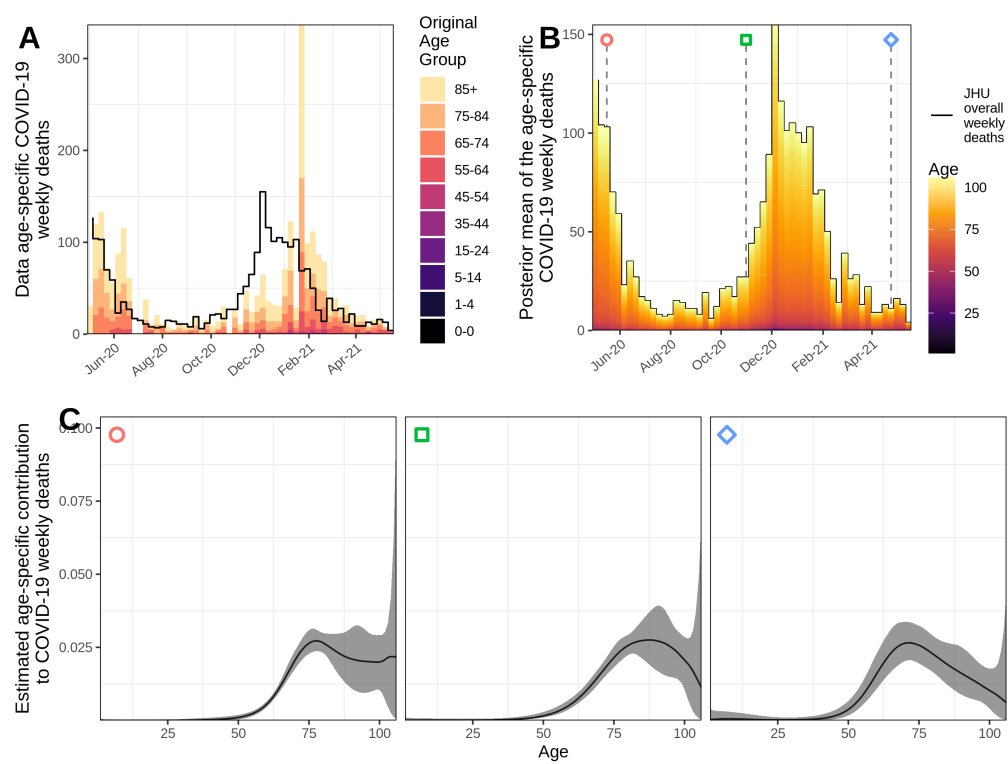 A
Data age-specific COVID-19
weekly deaths
300
200
100
0
Jun-20
Aug-20
Oct-20
Dec-20
Feb-21
Apr-21
Original
Age
Group
85+
75-84
65-74
55-64
45-54
35-44
15-24
5-14
1-4
0-0
B
Posterior mean of the age-specific
COVID-19 weekly deaths
150
100
50
0
Jun-20
Aug-20
Oct-20
Dec-20
Feb-21
Apr-21
JHU
overall
weekly
deaths
Age
100
75
50
25
C
Estimated age-specific contribution
to COVID-19 weekly deaths
0.100
0.075
0.050
0.025
25
50
75
100
25
50
75
100
25
50
75
100
Age